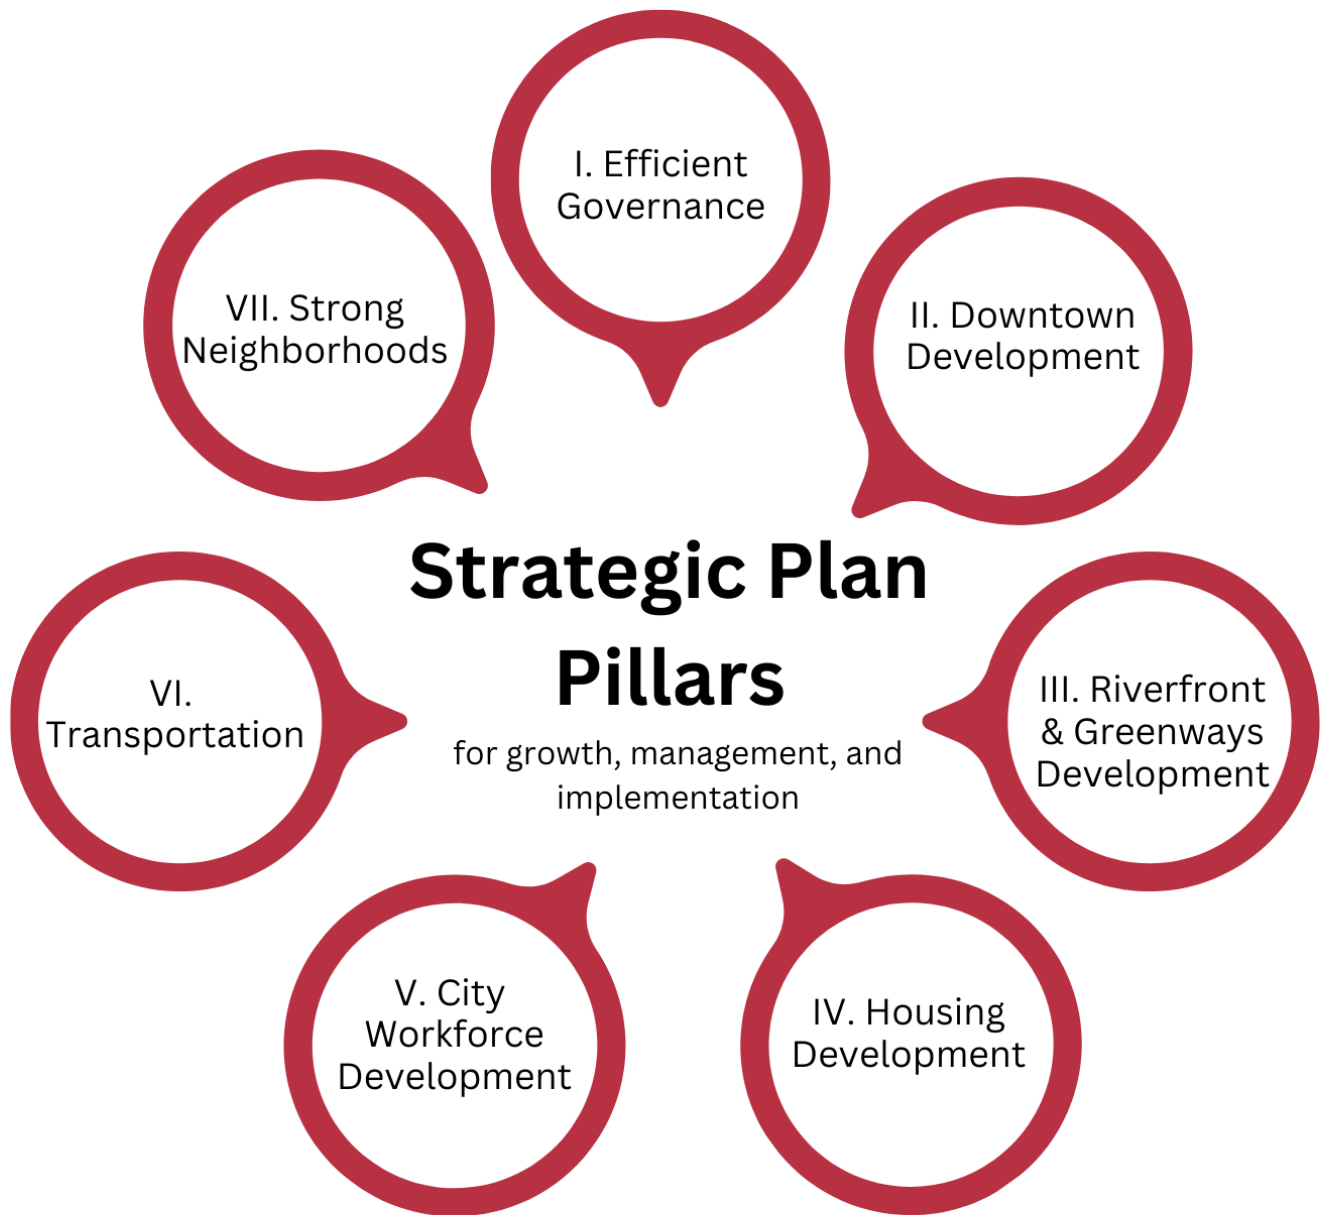 Strategic Plan
Pillars
for growth, management, and
implementation
I. Efficient
Governance
II. Downtown
Development
III. Riverfront
& Greenways
Development
IV. Housing
Development
V. City
Workforce
Development
VI.
Transportation
VII. Strong
Neighborhoods